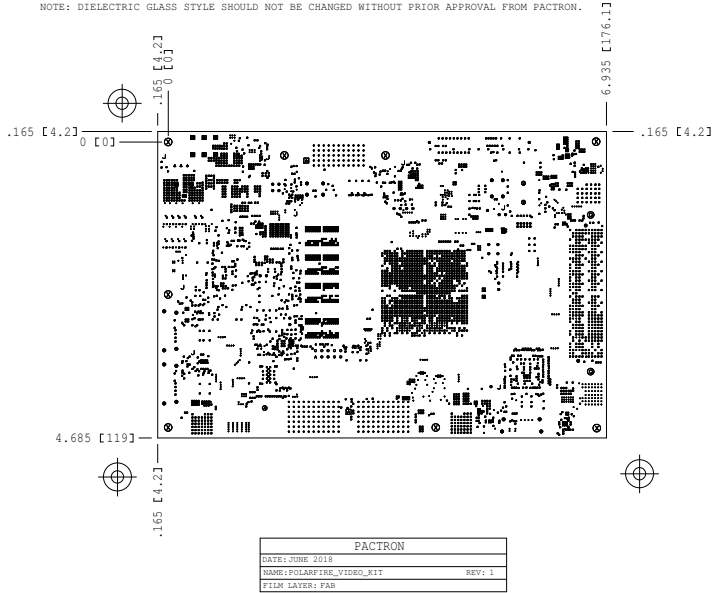 NOTE: DIELECTRIC GLASS STYLE SHOULD NOT BE CHANGED WITHOUT PRIOR APPROVAL FROM PACTRON.
.165 [4.2]
0 [0]
6.935 [176.1]
.165 [4.2]
0 [0]
.165 [4.2]
4.685 [119]
.165 [4.2]
PACTRON
DATE: JUNE 2018
NAME: POLARFIRE_VIDEO_KIT REV: 1
FILM LAYER: FAB